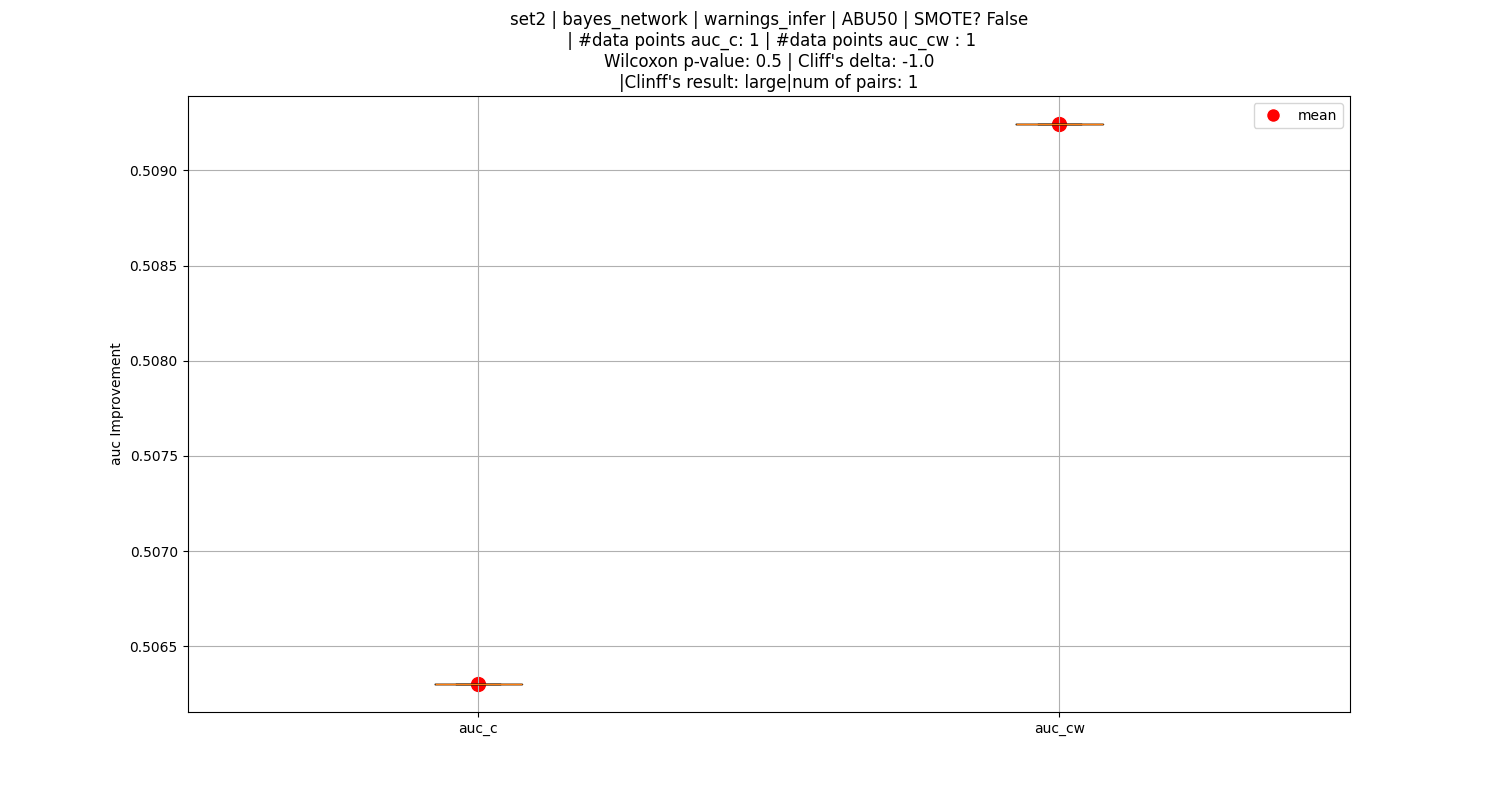 set2 | bayes_network | warnings_infer | ABU50 | SMOTE? False
| #data points auc_c: 1 | #data points auc_cw : 1
Wilcoxon p-value: 0.5 | Cliff's delta: -1.0
|Clinff's result: large|num of pairs: 1
mean
0.5090
0.5085
0.5080
0.5075
0.5070
0.5065
auc Improvement
auc_c
auc_cw